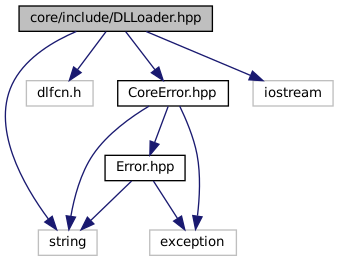 core/include/DLLoader.hpp
dlfcn.h
CoreError.hpp
iostream
Error.hpp
string
exception